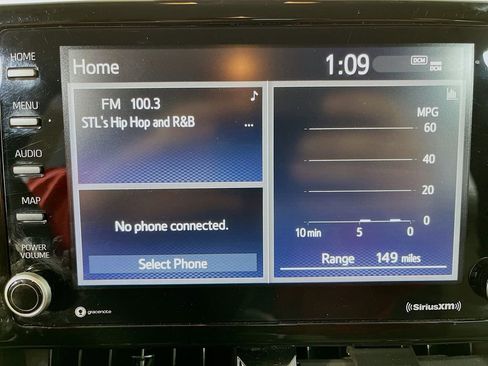 HOME
MENU
AUDIO
MAP
POWER
VOLUME
Home
1:09
DCM
DCM
FM 100.3
STL's Hip Hop and R&B
...
No phone connected.
Select Phone
MPG
60
40
20
0
10 min 5 0
Range 149 miles
gracenote
SiriusXM